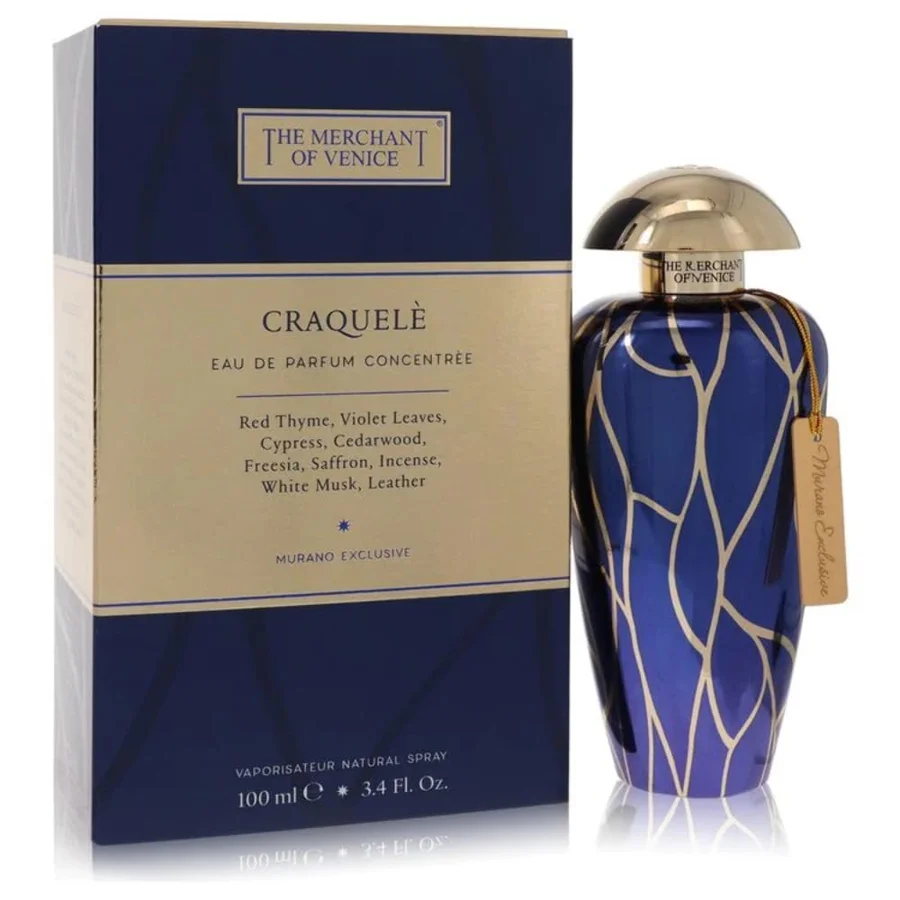 THE MERCHANT
OF VENICE
®
CRAQUELÈ
EAU DE PARFUM CONCENTRÈE
Red Thyme, Violet Leaves,
Cypress, Cedarwood,
Freesia, Saffron, Incense,
White Musk, Leather
MURANO EXCLUSIVE
VAPORISATEUR NATURAL SPRAY
100 ml ℮ ✷ 3.4 Fl. Oz.
THE MERCHANT
OF VENICE
Murano Exclusive